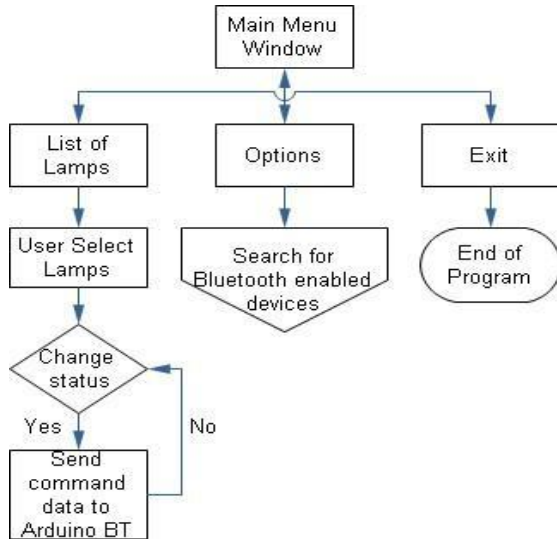 Main Menu
Window
List of
Lamps
Options
Exit
User Select
Lamps
Search for
Bluetooth enabled
devices
End of
Program
Change
status
Yes
No
Send
command
data to
Arduino BT